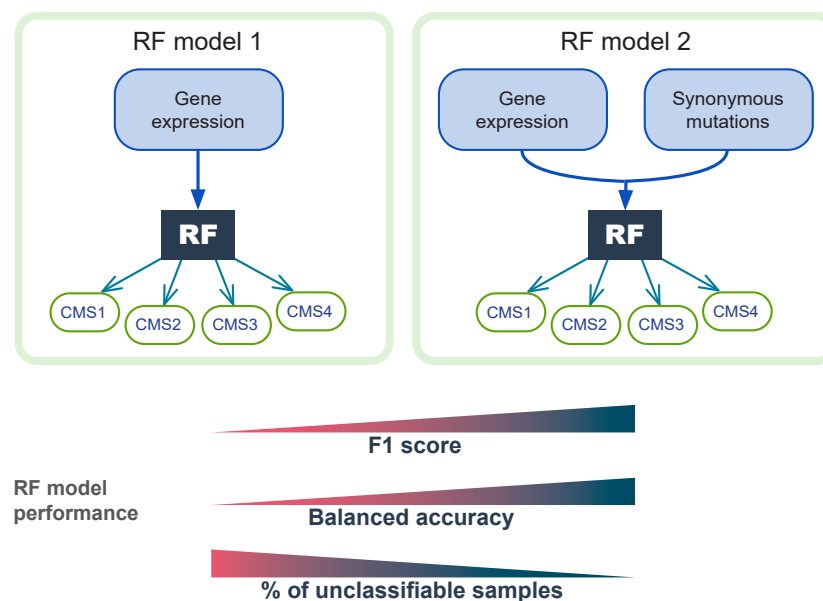 RF model 1
Gene
expression
RF
CMS1
CMS2
CMS3
CMS4
RF model 2
Gene
expression
Synonymous
mutations
RF
CMS1
CMS2
CMS3
CMS4
RF model
performance
F1 score
Balanced accuracy
% of unclassifiable samples